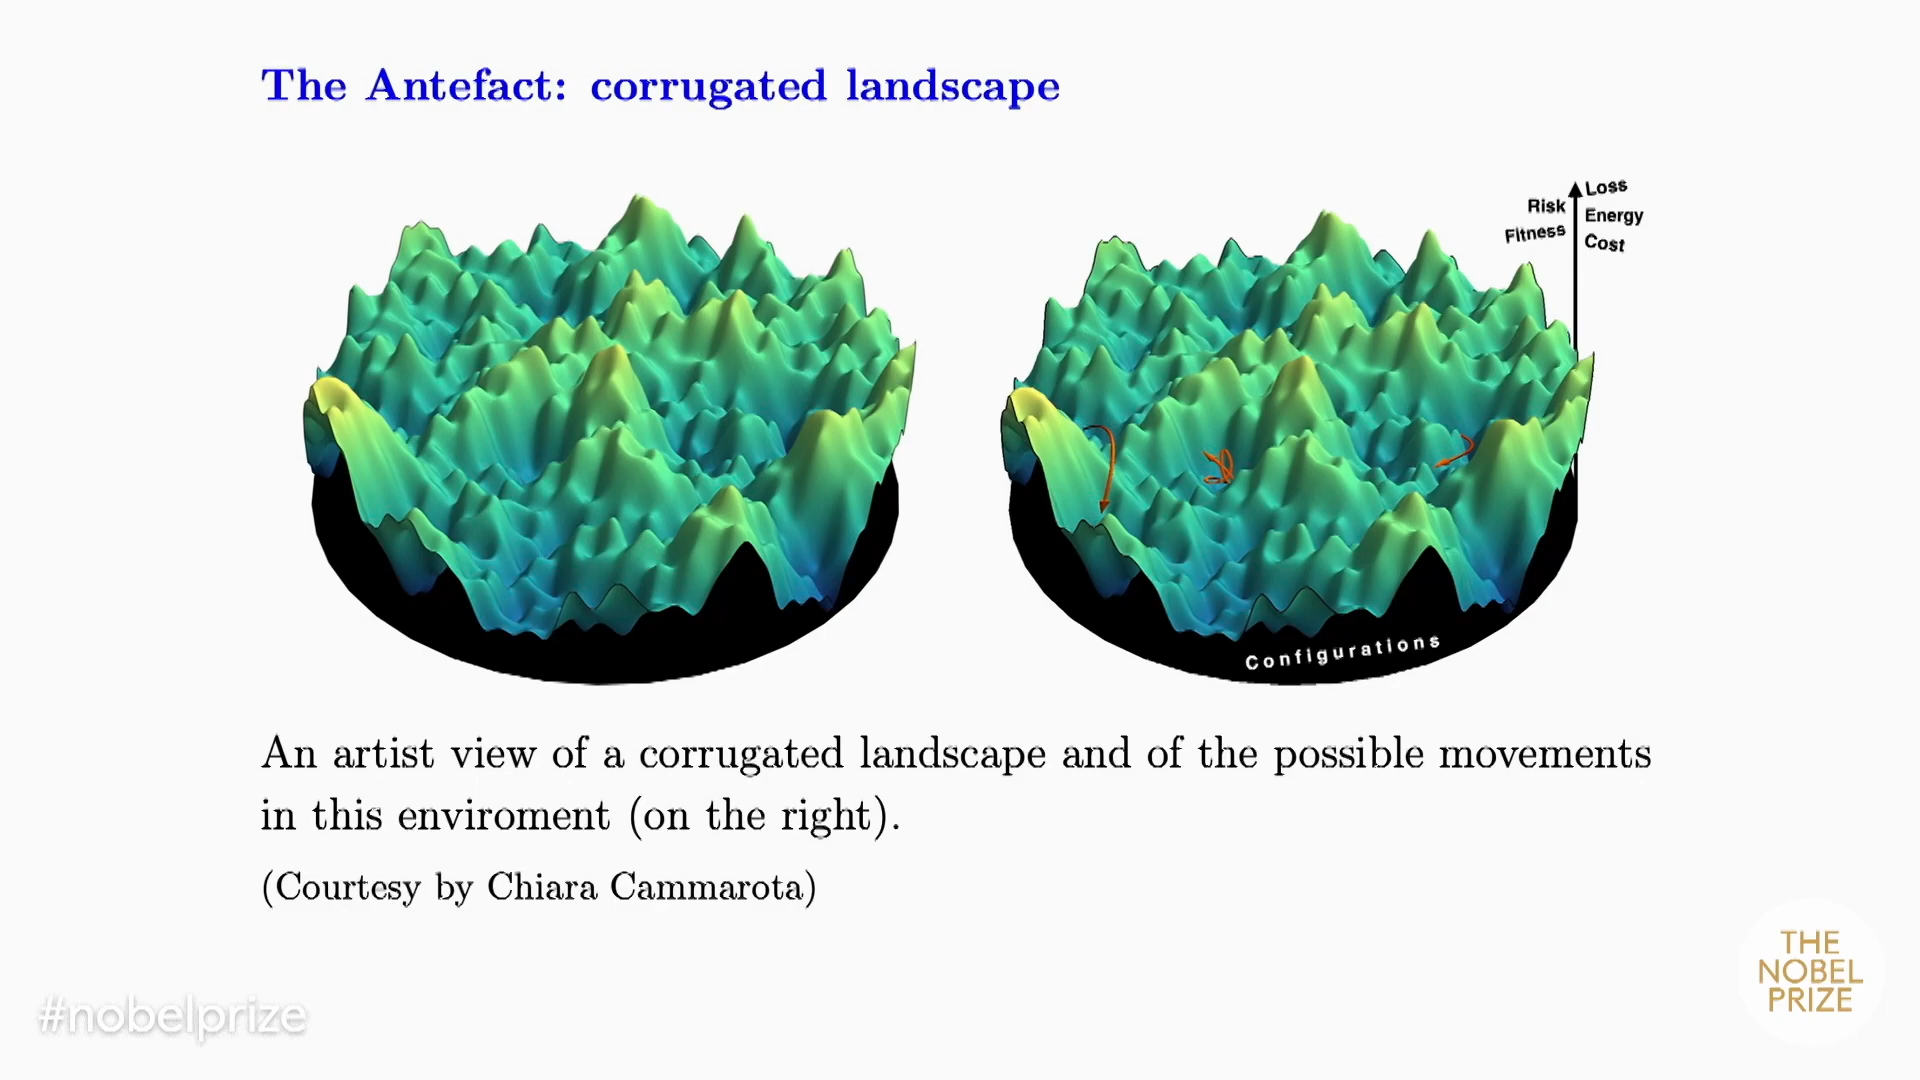 The Antefact: corrugated landscape
Loss
Risk
Energy
Fitness
Cost
Configurations
An artist view of a corrugated landscape and of the possible movements
in this enviroment (on the right).
(Courtesy by Chiara Cammarota)
THE
NOBEL
PRIZE
#nobelprize